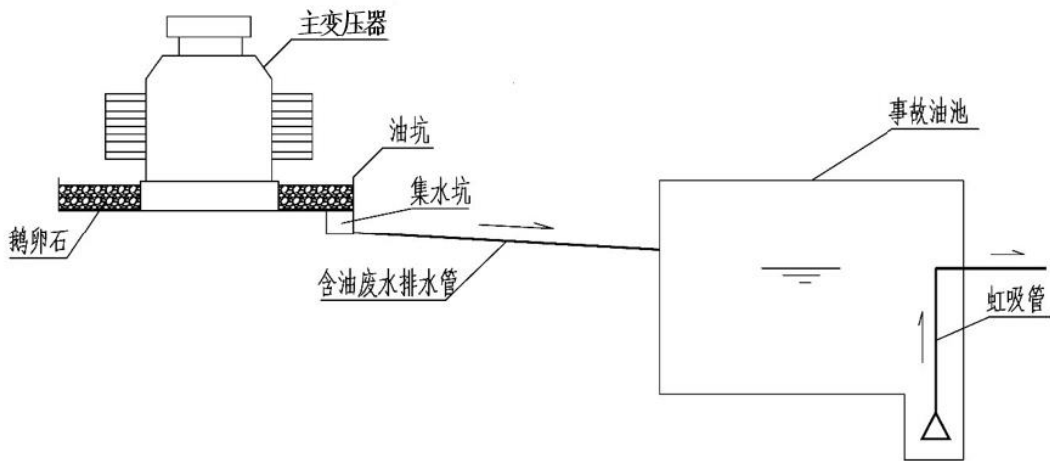 主变压器
事故油池
油坑
集水坑
鹅卵石
含油废水排水管
虹吸管